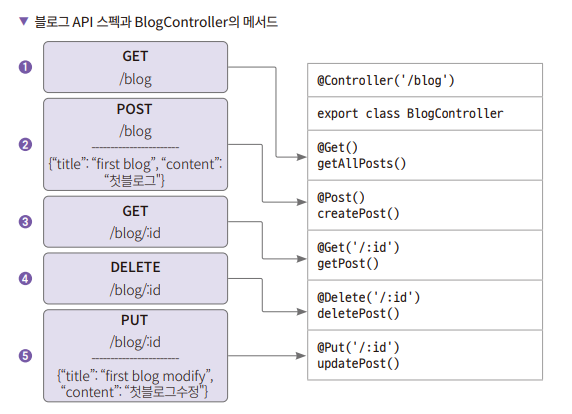 ▼ 블로그 API 스펙과 BlogController의 메서드
❶
GET
/blog
❷
POST
/blog
------------------------
{“title”: “first blog”, “content”:
“첫블로그"}
❸
GET
/blog/:id
❹
DELETE
/blog/:id
❺
PUT
/blog/:id
------------------------
{“title”: “first blog modify”,
“content”: “첫블로그수정"}
@Controller('/blog')
export class BlogController
@Get()
getAllPosts()
@Post()
createPost()
@Get('/:id')
getPost()
@Delete('/:id')
deletePost()
@Put('/:id')
updatePost()